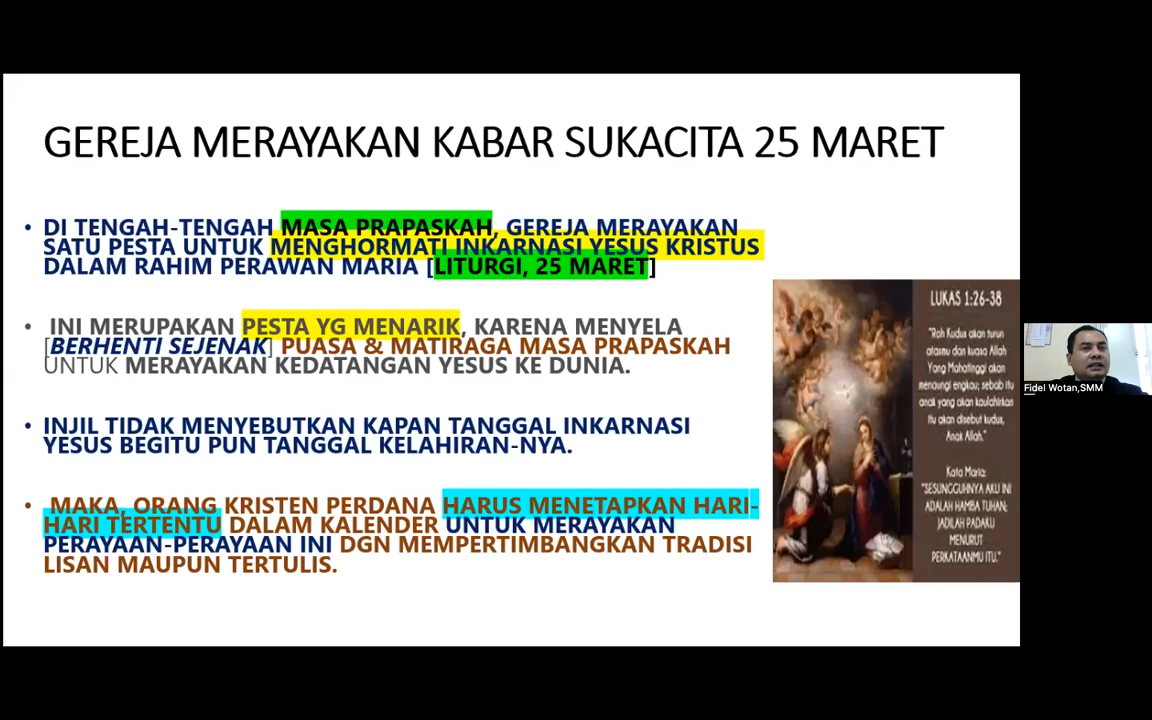 GEREJA MERAYAKAN KABAR SUKACITA 25 MARET
• DI TENGAH-TENGAH MASA PRAPASKAH, GEREJA MERAYAKAN
SATU PESTA UNTUK MENGHORMATI INKARNASI YESUS KRISTUS
DALAM RAHIM PERAWAN MARIA [LITURGI, 25 MARET]
• INI MERUPAKAN PESTA YG MENARIK, KARENA MENYELA
[BERHENTI SEJENAK] PUASA & MATIRAGA MASA PRAPASKAH
UNTUK MERAYAKAN KEDATANGAN YESUS KE DUNIA.
• INJIL TIDAK MENYEBUTKAN KAPAN TANGGAL INKARNASI
YESUS BEGITU PUN TANGGAL KELAHIRAN-NYA.
• MAKA, ORANG KRISTEN PERDANA HARUS MENETAPKAN HARI-
HARI TERTENTU DALAM KALENDER UNTUK MERAYAKAN
PERAYAAN-PERAYAAN INI DGN MEMPERTIMBANGKAN TRADISI
LISAN MAUPUN TERTULIS.
LUKAS 1:26-38
"Roh Kudus akan turun
atasmu dan kuasa Allah
Yang Mahatinggi akan
menaungi engkau; sebab itu
anak yang akan kaulahirkan
itu akan disebut kudus,
Anak Allah."
Kata Maria:
"SESUNGGUHNYA AKU INI
ADALAH HAMBA TUHAN;
JADILAH PADAKU
MENURUT
PERKATAANMU ITU."
Fidel Wotan,SMM